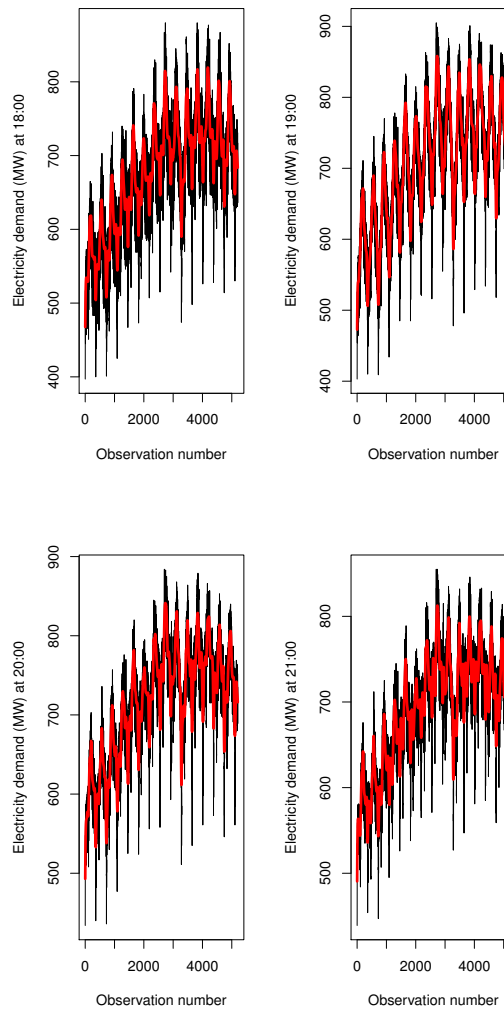 Electricity demand (MW) at 18:00
400 500 600 700 800
0 2000 4000
Observation number
Electricity demand (MW) at 19:00
400 500 600 700 800 900
0 2000 4000
Observation number
Electricity demand (MW) at 20:00
500 600 700 800 900
0 2000 4000
Observation number
Electricity demand (MW) at 21:00
500 600 700 800
0 2000 4000
Observation number